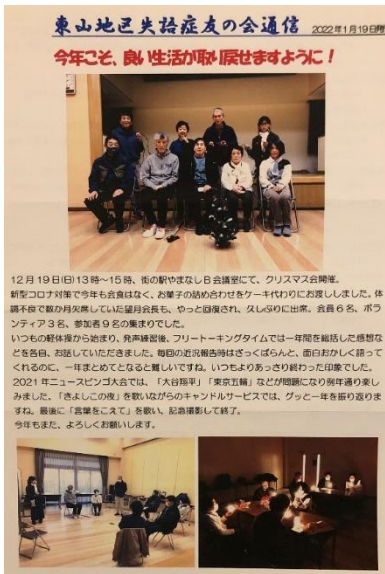 東山地区失語症友の会通信 2022年1月19日
今年こそ、良い生活が取り戻せますように!
12月19日(日)13時~15時、街の駅やまなしB会議室にて、クリスマス会開催。
新型コロナ対策で今年も会食はなく、お菓子の詰め合わせをケーキ代わりにお渡ししました。体
調不良で数か月欠席していた望月会長も、やっと回復され、久しぶりに出席。会員6名、ボラ
ンティア3名、参加者9名の集まりでした。
いつもの軽体操から始まり、発声練習後、フリートーキングタイムでは一年間を総括した感想な
どを各自、お話していただきました。毎回の近況報告時はざっくばらんと、面白おかしく語って
くれるのに、一年まとめてとなると難しいですね。いつもよりあっさり終わった印象でした。
2021年ニュースビンゴ大会では、「大谷翔平」「東京五輪」などが問題になり例年通り楽し
みました。「きよしこの夜」を歌いながらのキャンドルサービスでは、グッと一年を振り返りま
すね。最後に「言葉をこえて」を歌い、記念撮影して終了。
今年もまた、よろしくお願いします。